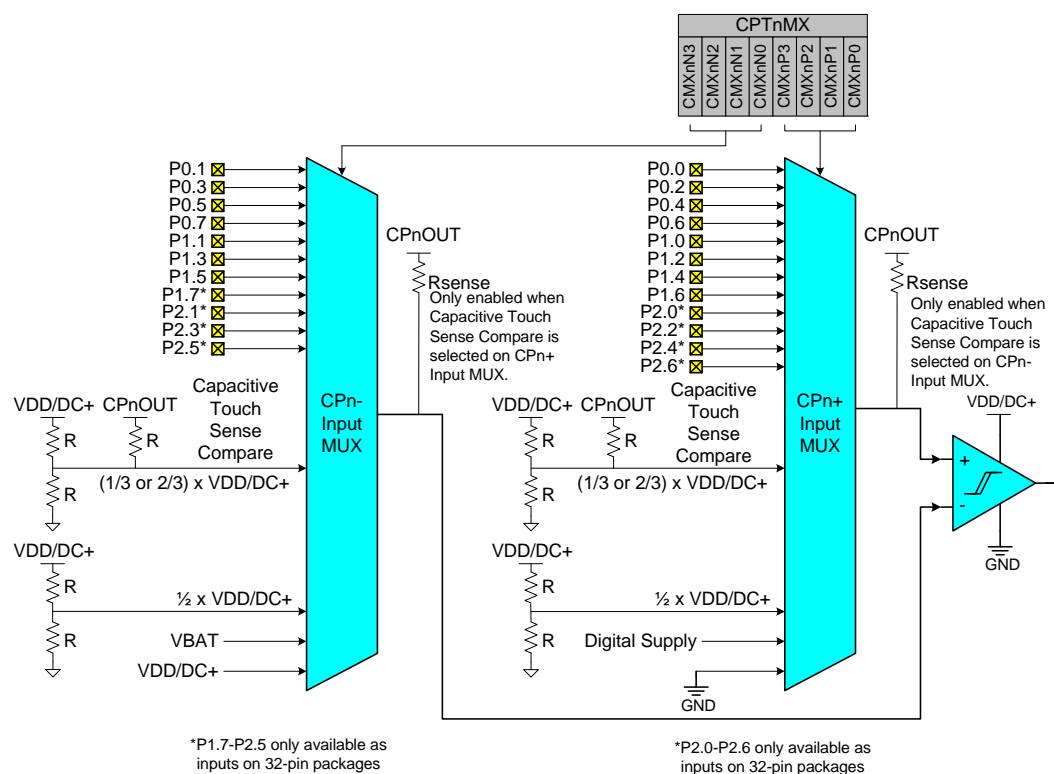 CPTnMX
CMXnN3
CMXnN2
CMXnN1
CMXnN0
CMXnP3
CMXnP2
CMXnP1
CMXnP0
P0.1
P0.3
P0.5
P0.7
P1.1
P1.3
P1.5
P1.7*
P2.1*
P2.3*
P2.5*
CPnOUT
Rsense
Only enabled when
Capacitive Touch
Sense Compare is
selected on CPn+
Input MUX.
VDD/DC+
R
R
CPnOUT
R
Capacitive
Touch
Sense
Compare
(1/3 or 2/3) x VDD/DC+
CPn-
Input
MUX
VDD/DC+
R
R
½ x VDD/DC+
VBAT
VDD/DC+
*P1.7-P2.5 only available as
inputs on 32-pin packages
P0.0
P0.2
P0.4
P0.6
P1.0
P1.2
P1.4
P1.6
P2.0*
P2.2*
P2.4*
P2.6*
CPnOUT
Rsense
Only enabled when
Capacitive Touch
Sense Compare is
selected on CPn-
Input MUX.
VDD/DC+
R
R
CPnOUT
R
Capacitive
Touch
Sense
Compare
(1/3 or 2/3) x VDD/DC+
CPn+
Input
MUX
VDD/DC+
+
-
GND
VDD/DC+
R
R
½ x VDD/DC+
Digital Supply
GND
*P2.0-P2.6 only available as
inputs on 32-pin packages